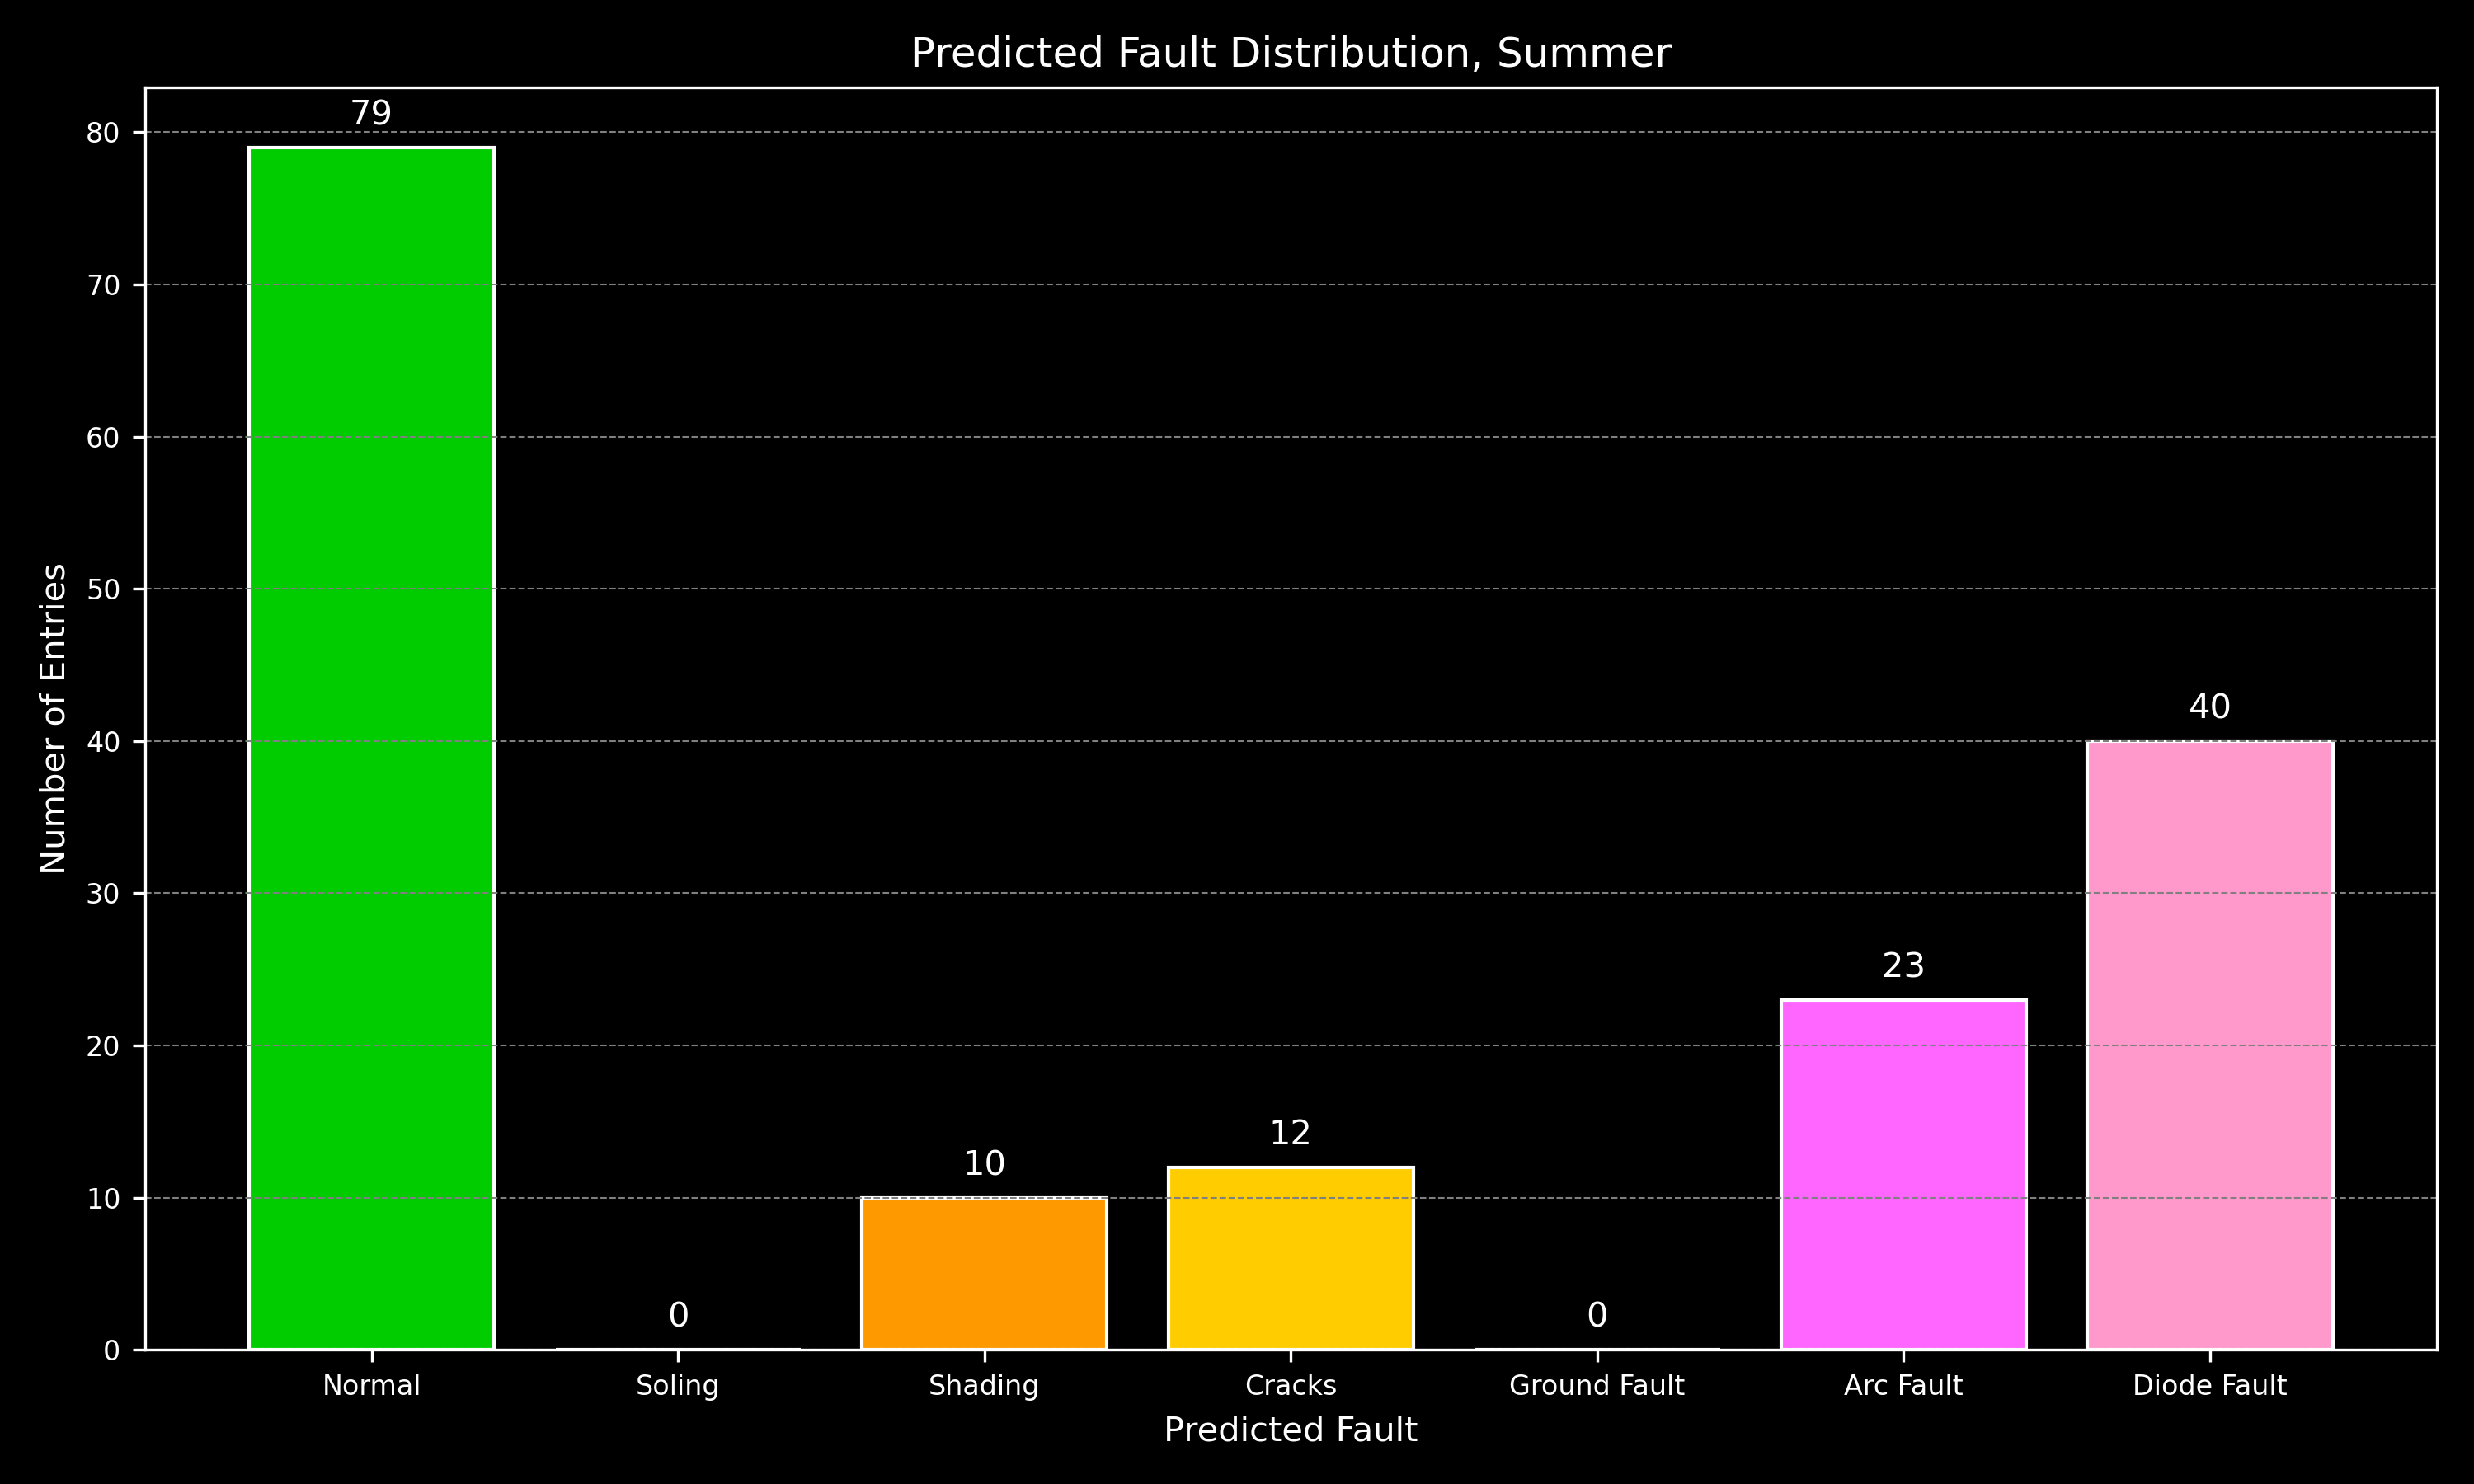 Predicted Fault Distribution, Summer
Number of Entries
80
70
60
50
40
30
20
10
0
79
0
10
12
0
23
40
Normal
Soling
Shading
Cracks
Ground Fault
Arc Fault
Diode Fault
Predicted Fault